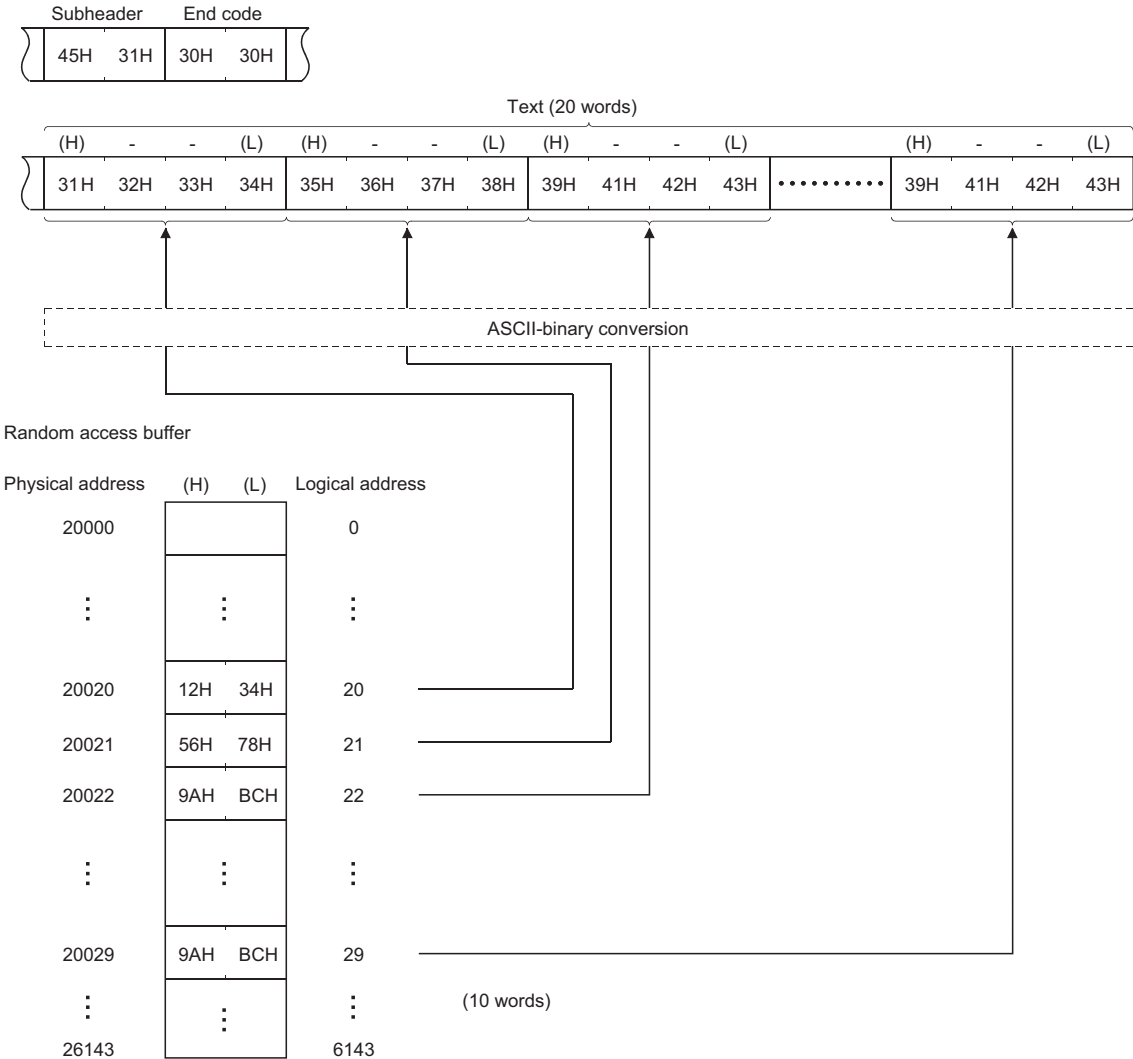 Subheader End code
45H 31H 30H 30H
Text (20 words)
(H) - - (L) (H) - - (L) (H) - - (L) (H) - - (L)
31H 32H 33H 34H 35H 36H 37H 38H 39H 41H 42H 43H •••••••••• 39H 41H 42H 43H
ASCII-binary conversion
Random access buffer
Physical address (H) (L) Logical address
20000 0
⋮ ⋮ ⋮
20020 12H 34H 20
20021 56H 78H 21
20022 9AH BCH 22
⋮ ⋮ ⋮
20029 9AH BCH 29
⋮ ⋮ ⋮ (10 words)
26143 6143